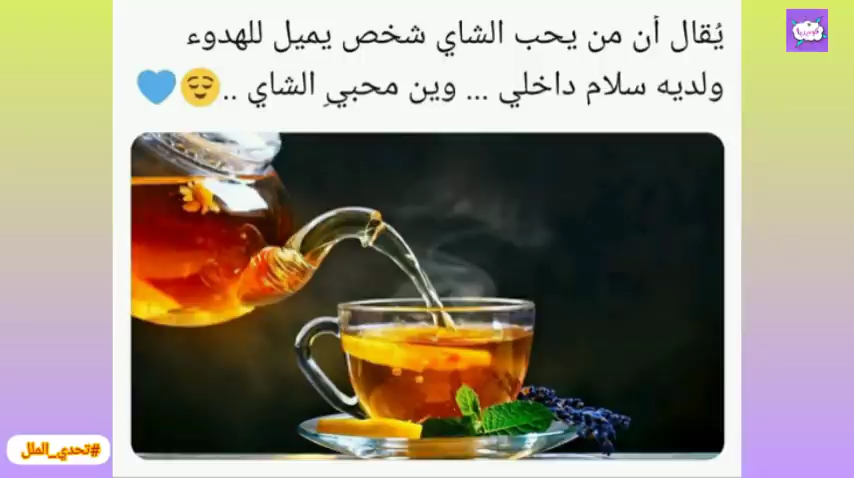 يُقال أن من يحب الشاي شخص يميل للهدوء
ولديه سلام داخلي ... وين محبيِ الشاي ..😌💙
#تحدي_الملل